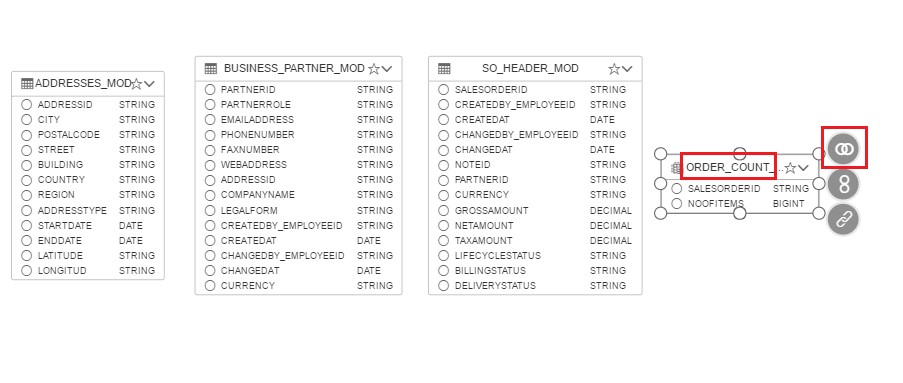 ADDRESSES_MOD
ADDRESSID STRING
CITY STRING
POSTALCODE STRING
STREET STRING
BUILDING STRING
COUNTRY STRING
REGION STRING
ADDRESSTYPE STRING
STARTDATE DATE
ENDDATE DATE
LATITUDE STRING
LONGITUD STRING
BUSINESS_PARTNER_MOD
PARTNERID STRING
PARTNERROLE STRING
EMAILADDRESS STRING
PHONENUMBER STRING
FAXNUMBER STRING
WEBADDRESS STRING
ADDRESSID STRING
COMPANYNAME STRING
LEGALFORM STRING
CREATEDBY_EMPLOYEEID STRING
CREATEDAT DATE
CHANGEDBY_EMPLOYEEID STRING
CHANGEDAT DATE
CURRENCY STRING
SO_HEADER_MOD
SALESORDERID STRING
CREATEDBY_EMPLOYEEID STRING
CREATEDAT DATE
CHANGEDBY_EMPLOYEEID STRING
CHANGEDAT DATE
NOTEID STRING
PARTNERID STRING
CURRENCY STRING
GROSSAMOUNT DECIMAL
NETAMOUNT DECIMAL
TAXAMOUNT DECIMAL
LIFECYCLESTATUS STRING
BILLINGSTATUS STRING
DELIVERYSTATUS STRING
ORDER_COUNT_...
SALESORDERID STRING
NOOFITEMS BIGINT